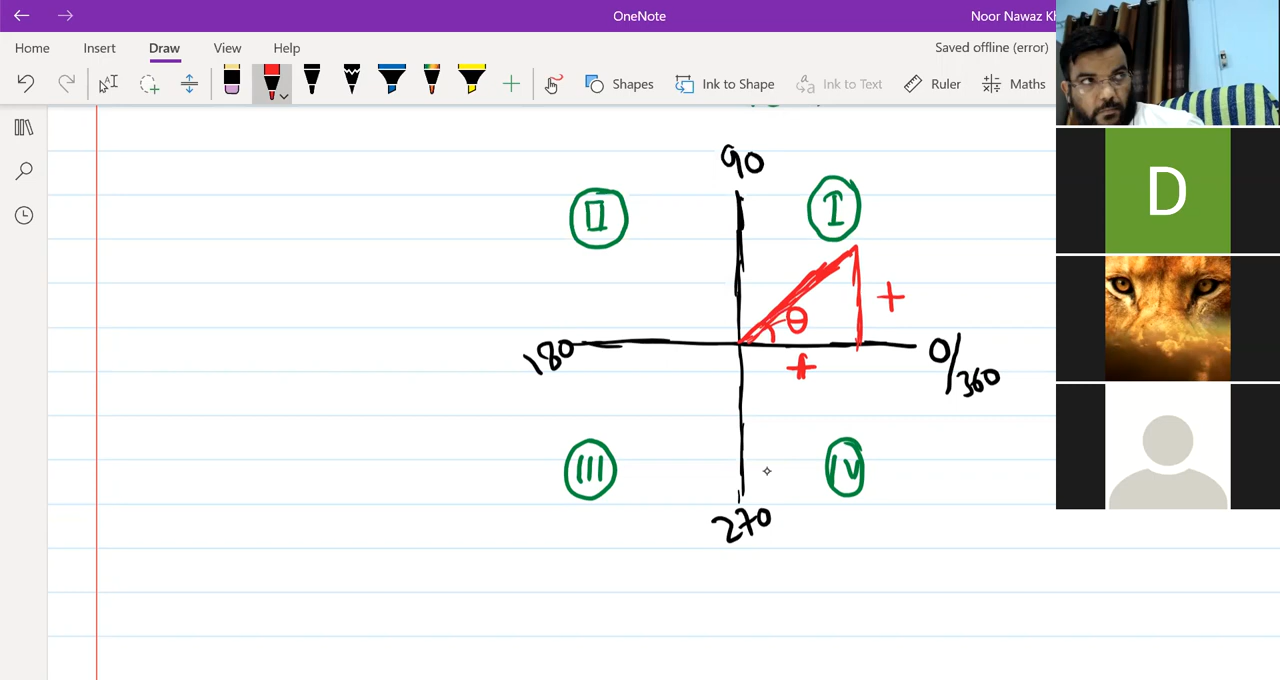 OneNote
Noor Nawaz Kh
Home Insert Draw View Help
Saved offline (error)
Shapes Ink to Shape Ink to Text Ruler Maths
90
II I
θ +
180 0/360
+
III IV
270
D